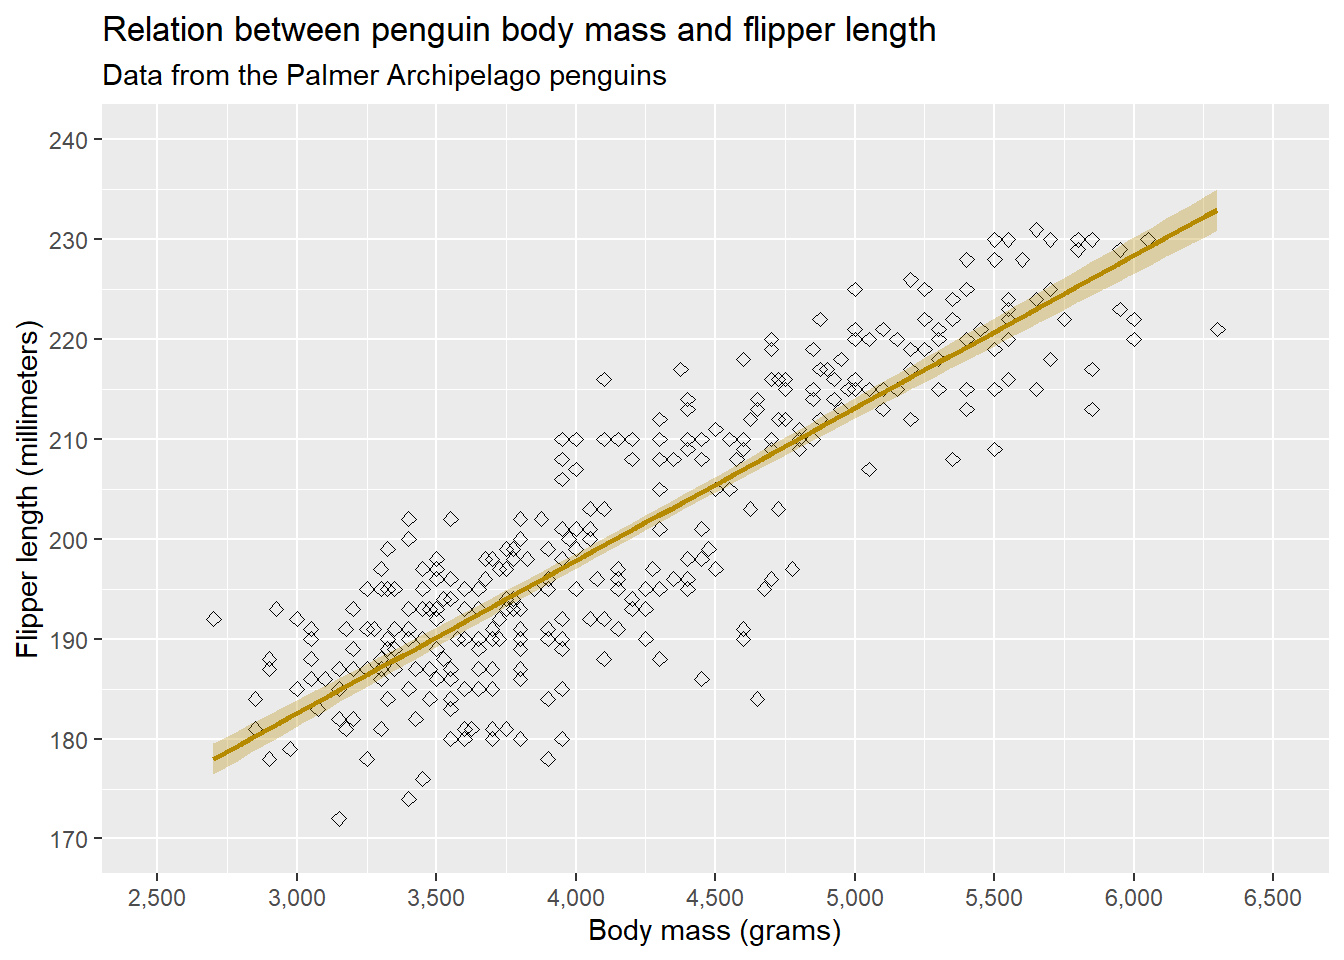 Relation between penguin body mass and flipper length
Data from the Palmer Archipelago penguins
240
230
220
210
200
190
180
170
Flipper length (millimeters)
2,500 3,000 3,500 4,000 4,500 5,000 5,500 6,000 6,500
Body mass (grams)